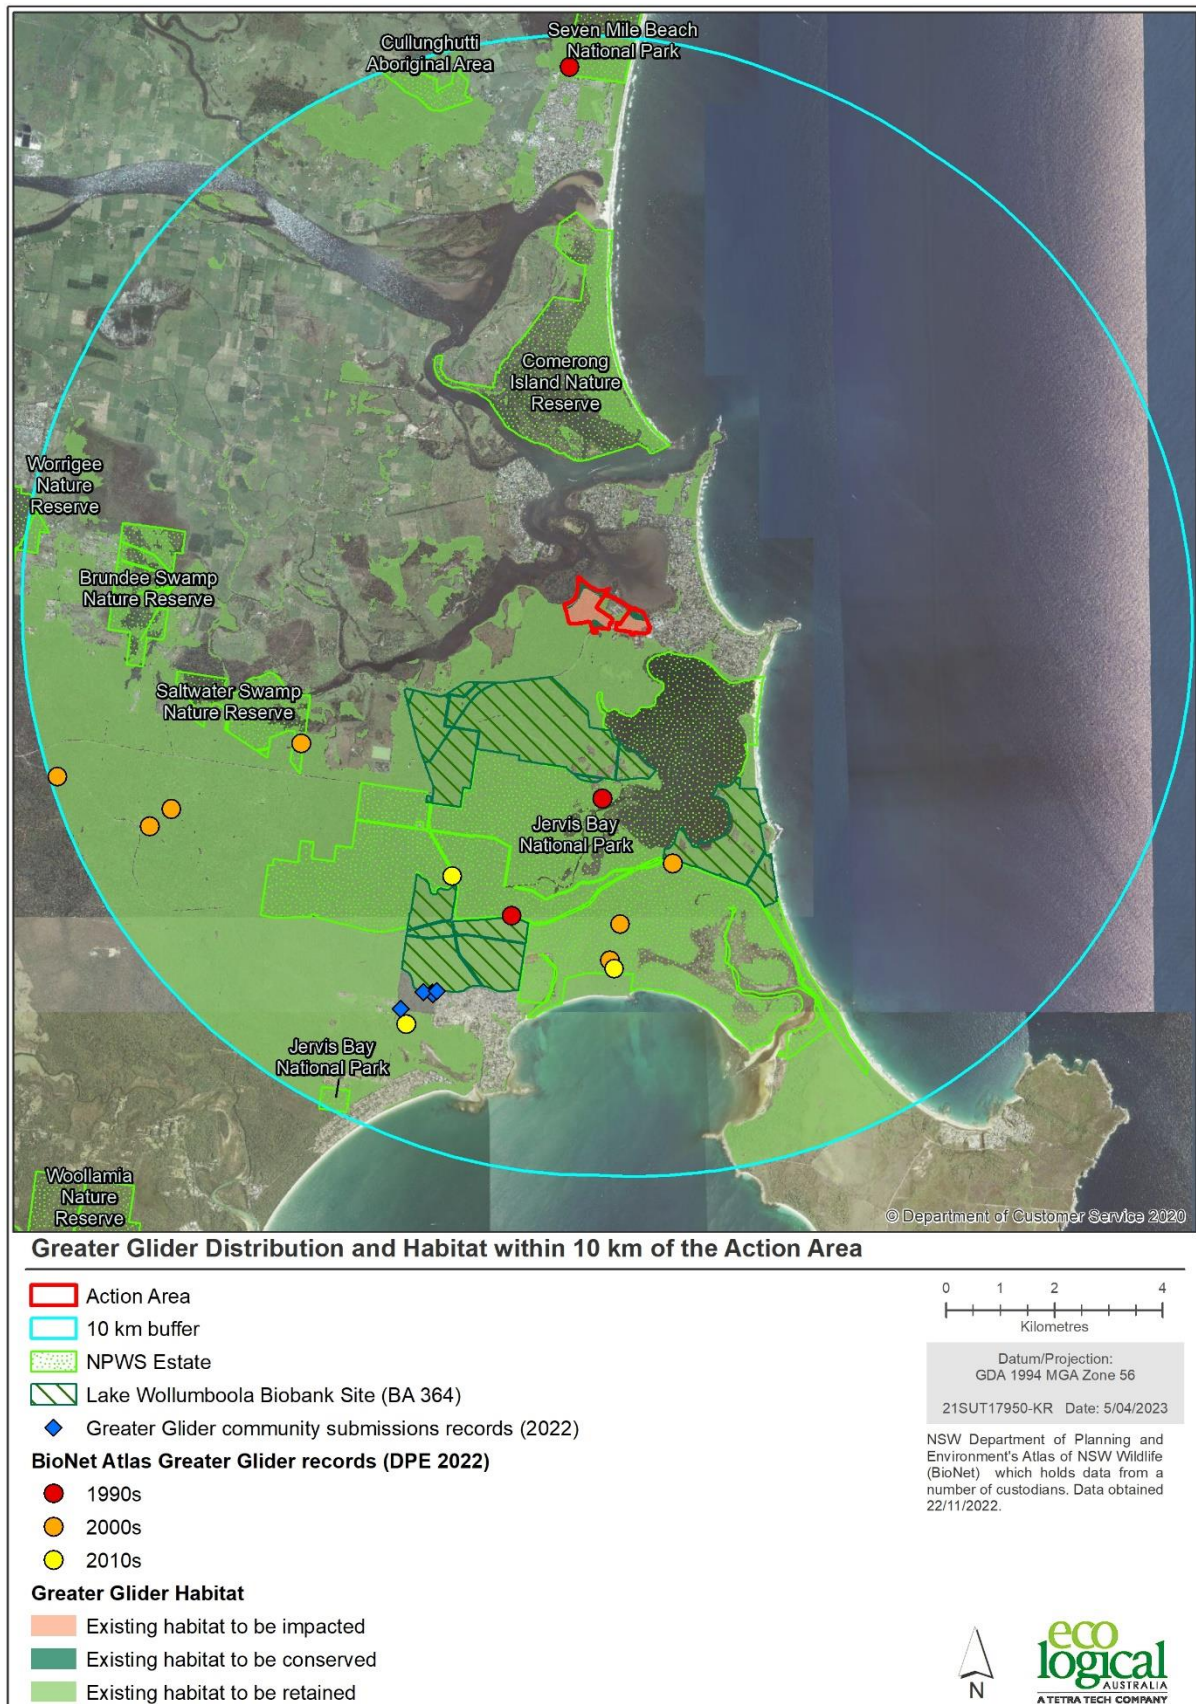 Seven Mile Beach
National Park
Cullunghutti
Aboriginal Area
Comerong
Island Nature
Reserve
Worrigee
Nature
Reserve
Brundee Swamp
Nature Reserve
Saltwater Swamp
Nature Reserve
Jervis Bay
National Park
Jervis Bay
National Park
Woollamia
Nature
Reserve
© Department of Customer Service 2020
Greater Glider Distribution and Habitat within 10 km of the Action Area
Action Area
10 km buffer
NPWS Estate
Lake Wollumboola Biobank Site (BA 364)
Greater Glider community submissions records (2022)
BioNet Atlas Greater Glider records (DPE 2022)
1990s
2000s
2010s
Greater Glider Habitat
Existing habitat to be impacted
Existing habitat to be conserved
Existing habitat to be retained
0 1 2 4
Kilometres
Datum/Projection:
GDA 1994 MGA Zone 56
21SUT17950-KR Date: 5/04/2023
NSW Department of Planning and
Environment's Atlas of NSW Wildlife
(BioNet) which holds data from a
number of custodians. Data obtained
22/11/2022.
N
eco
logical
AUSTRALIA
A TETRA TECH COMPANY